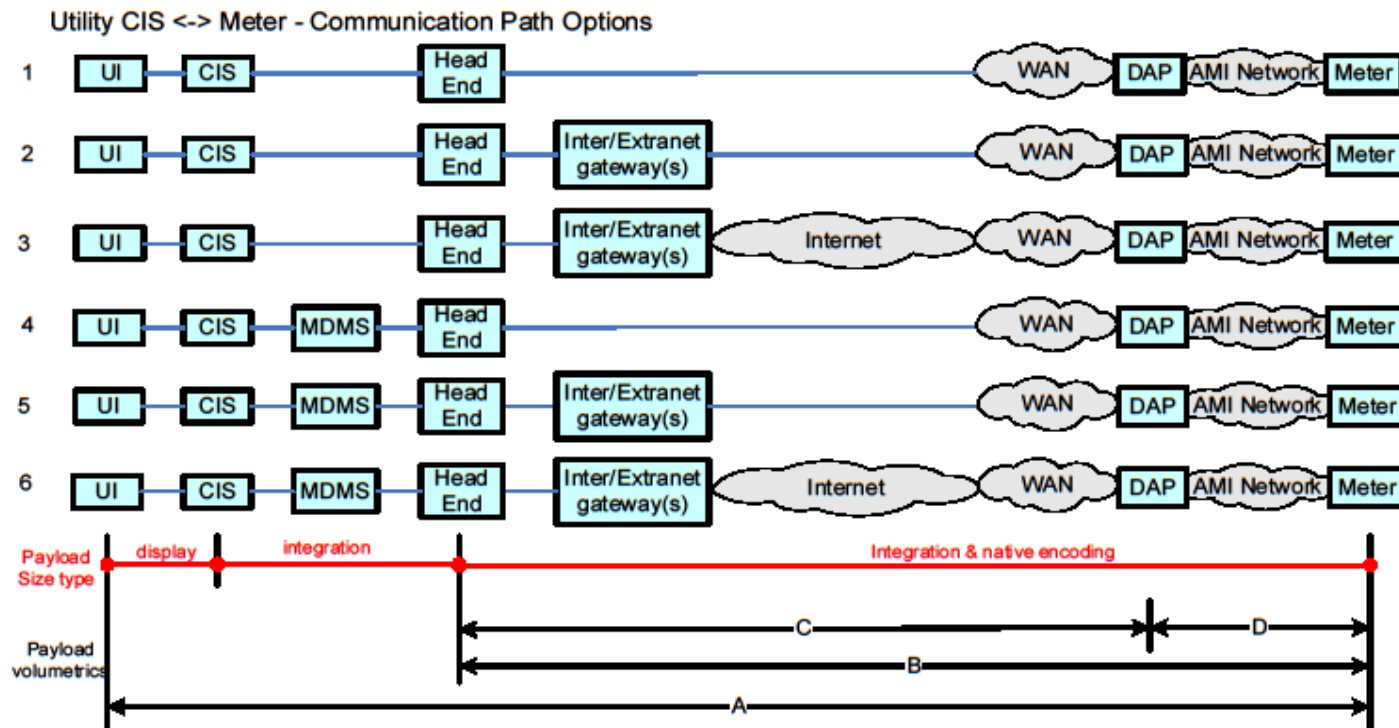 Utility CIS <-> Meter - Communication Path Options
1 UI CIS Head End WAN DAP AMI Network Meter
2 UI CIS Head End Inter/Extranet gateway(s) WAN DAP AMI Network Meter
3 UI CIS Head End Inter/Extranet gateway(s) Internet WAN DAP AMI Network Meter
4 UI CIS MDMS Head End WAN DAP AMI Network Meter
5 UI CIS MDMS Head End Inter/Extranet gateway(s) WAN DAP AMI Network Meter
6 UI CIS MDMS Head End Inter/Extranet gateway(s) Internet WAN DAP AMI Network Meter
Payload Size type display integration Integration & native encoding
C D
Payload volumetrics B
A